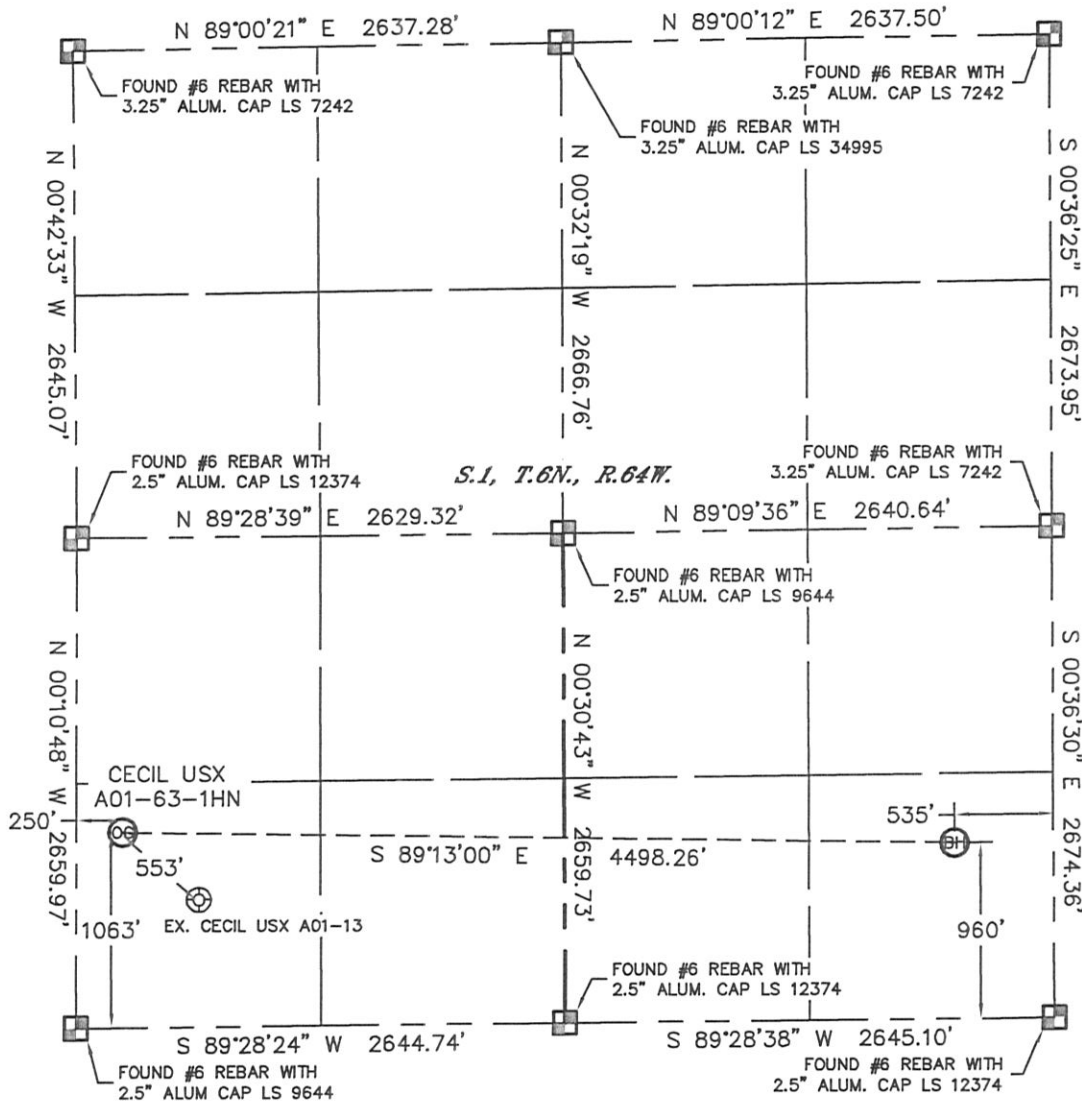 N 89°00'21" E 2637.28'
N 89°00'12" E 2637.50'
FOUND #6 REBAR WITH
3.25" ALUM. CAP LS 7242
FOUND #6 REBAR WITH
3.25" ALUM. CAP LS 34995
FOUND #6 REBAR WITH
3.25" ALUM. CAP LS 7242
N 00°42'33" W 2645.07'
N 00°32'19" W 2666.76'
S 00°36'25" E 2673.95'
FOUND #6 REBAR WITH
2.5" ALUM. CAP LS 12374
S.1, T.6N., R.64W.
FOUND #6 REBAR WITH
3.25" ALUM. CAP LS 7242
N 89°28'39" E 2629.32'
N 89°09'36" E 2640.64'
FOUND #6 REBAR WITH
2.5" ALUM. CAP LS 9644
N 00°10'48" W 2659.97'
N 00°30'43" W 2659.73'
S 00°36'30" E 2674.36'
CECIL USX
A01-63-1HN
250'
OG
535'
BH
S 89°13'00" E 4498.26'
553'
EX. CECIL USX A01-13
1063'
960'
FOUND #6 REBAR WITH
2.5" ALUM. CAP LS 12374
S 89°28'24" W 2644.74'
S 89°28'38" W 2645.10'
FOUND #6 REBAR WITH
2.5" ALUM CAP LS 9644
FOUND #6 REBAR WITH
2.5" ALUM. CAP LS 12374